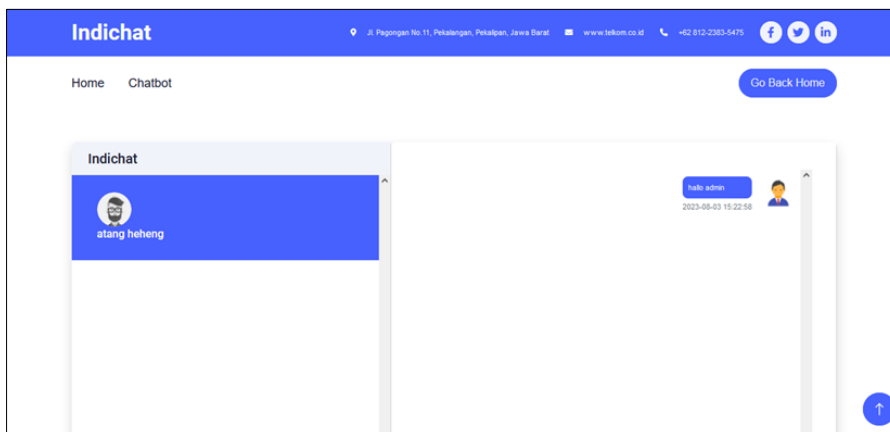 Indichat
Jl. Pagongan No.11, Pekalangan, Pekalipan, Jawa Barat www.telkom.co.id +62 812-2383-5475
Home Chatbot Go Back Home
Indichat
hallo admin
2023-08-03 15:22:58
atang heheng